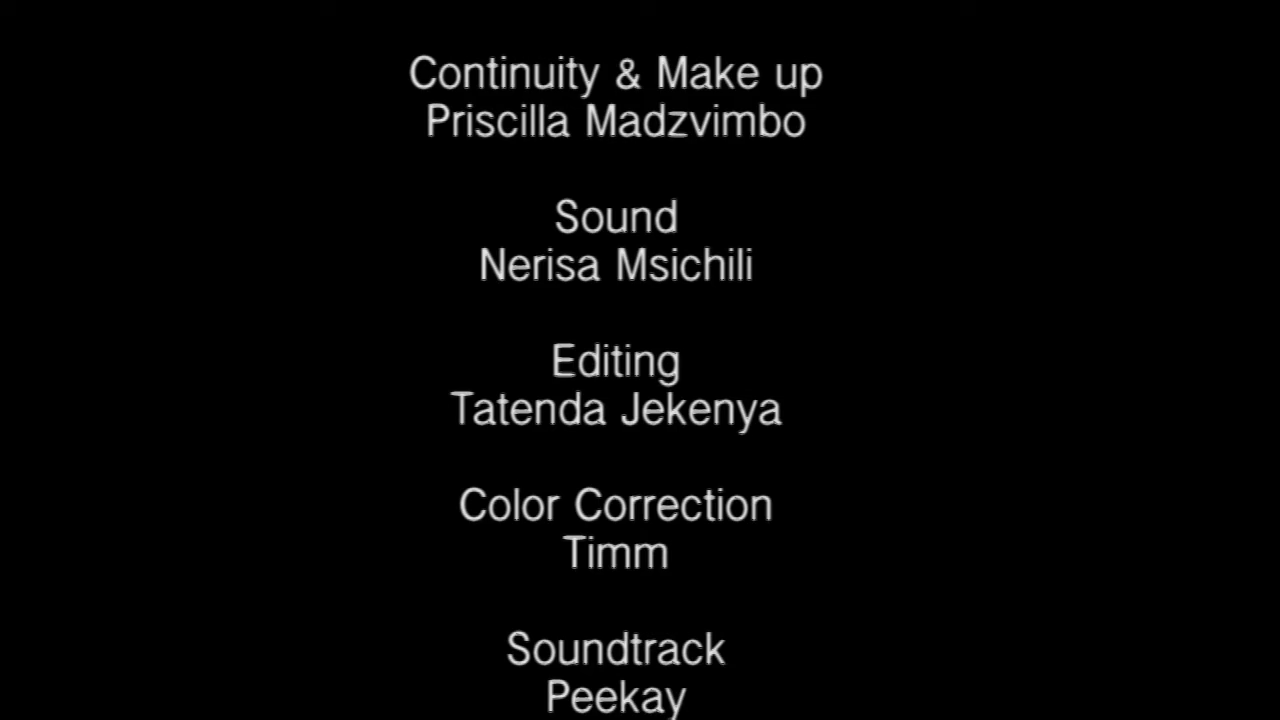 Continuity & Make up
Priscilla Madzvimbo
Sound
Nerisa Msichili
Editing
Tatenda Jekenya
Color Correction
Timm
Soundtrack
Peekay